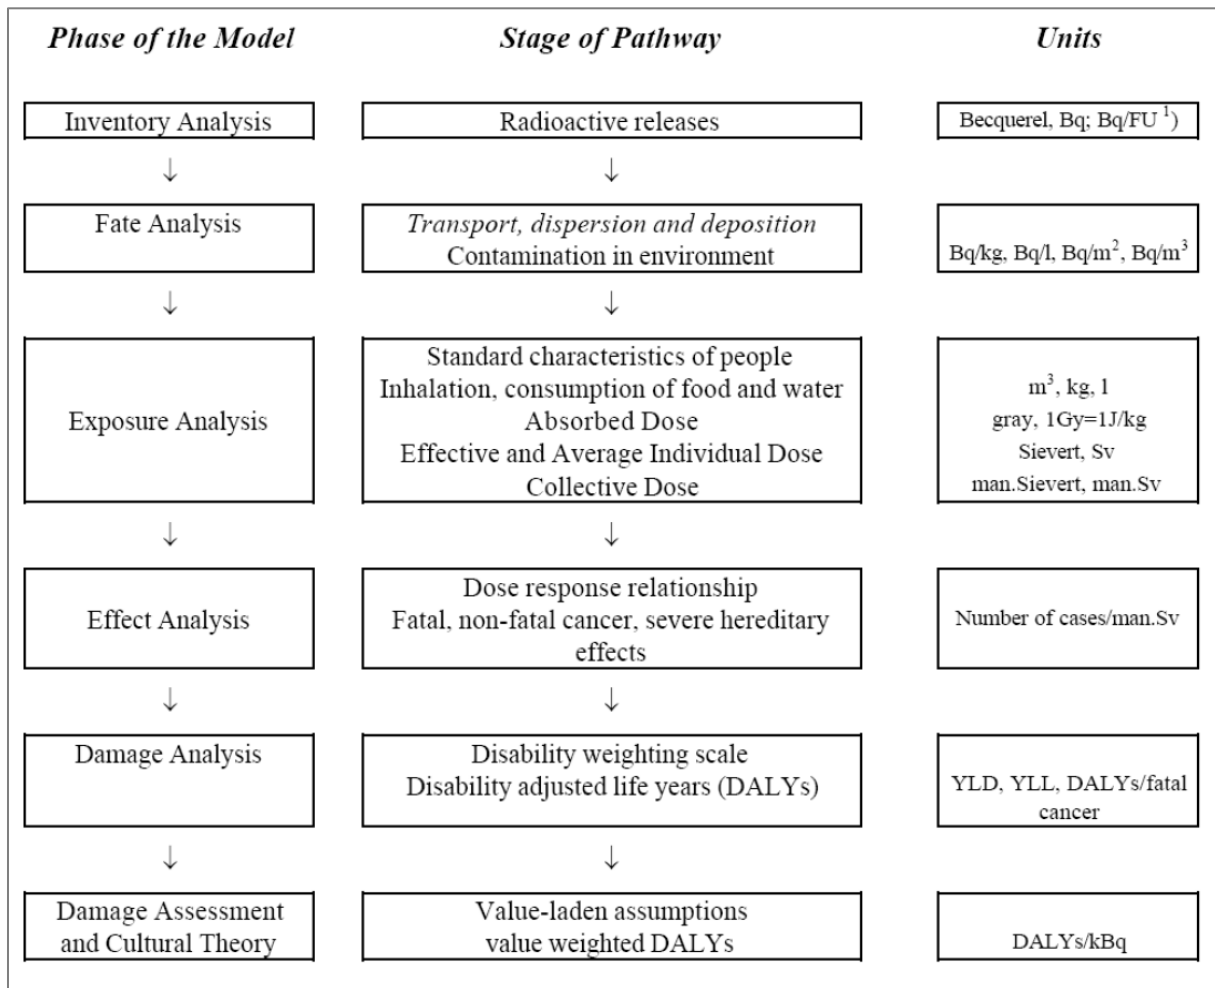 Phase of the Model
Stage of Pathway
Units
Inventory Analysis
Radioactive releases
Becquerel, Bq; Bq/FU ¹)
↓
↓
Fate Analysis
Transport, dispersion and deposition
Contamination in environment
Bq/kg, Bq/l, Bq/m², Bq/m³
↓
↓
Exposure Analysis
Standard characteristics of people
Inhalation, consumption of food and water
Absorbed Dose
Effective and Average Individual Dose
Collective Dose
m³, kg, l
gray, 1Gy=1J/kg
Sievert, Sv
man.Sievert, man.Sv
↓
↓
Effect Analysis
Dose response relationship
Fatal, non-fatal cancer, severe hereditary
effects
Number of cases/man.Sv
↓
↓
Damage Analysis
Disability weighting scale
Disability adjusted life years (DALYs)
YLD, YLL, DALYs/fatal
cancer
↓
↓
Damage Assessment
and Cultural Theory
Value-laden assumptions
value weighted DALYs
DALYs/kBq